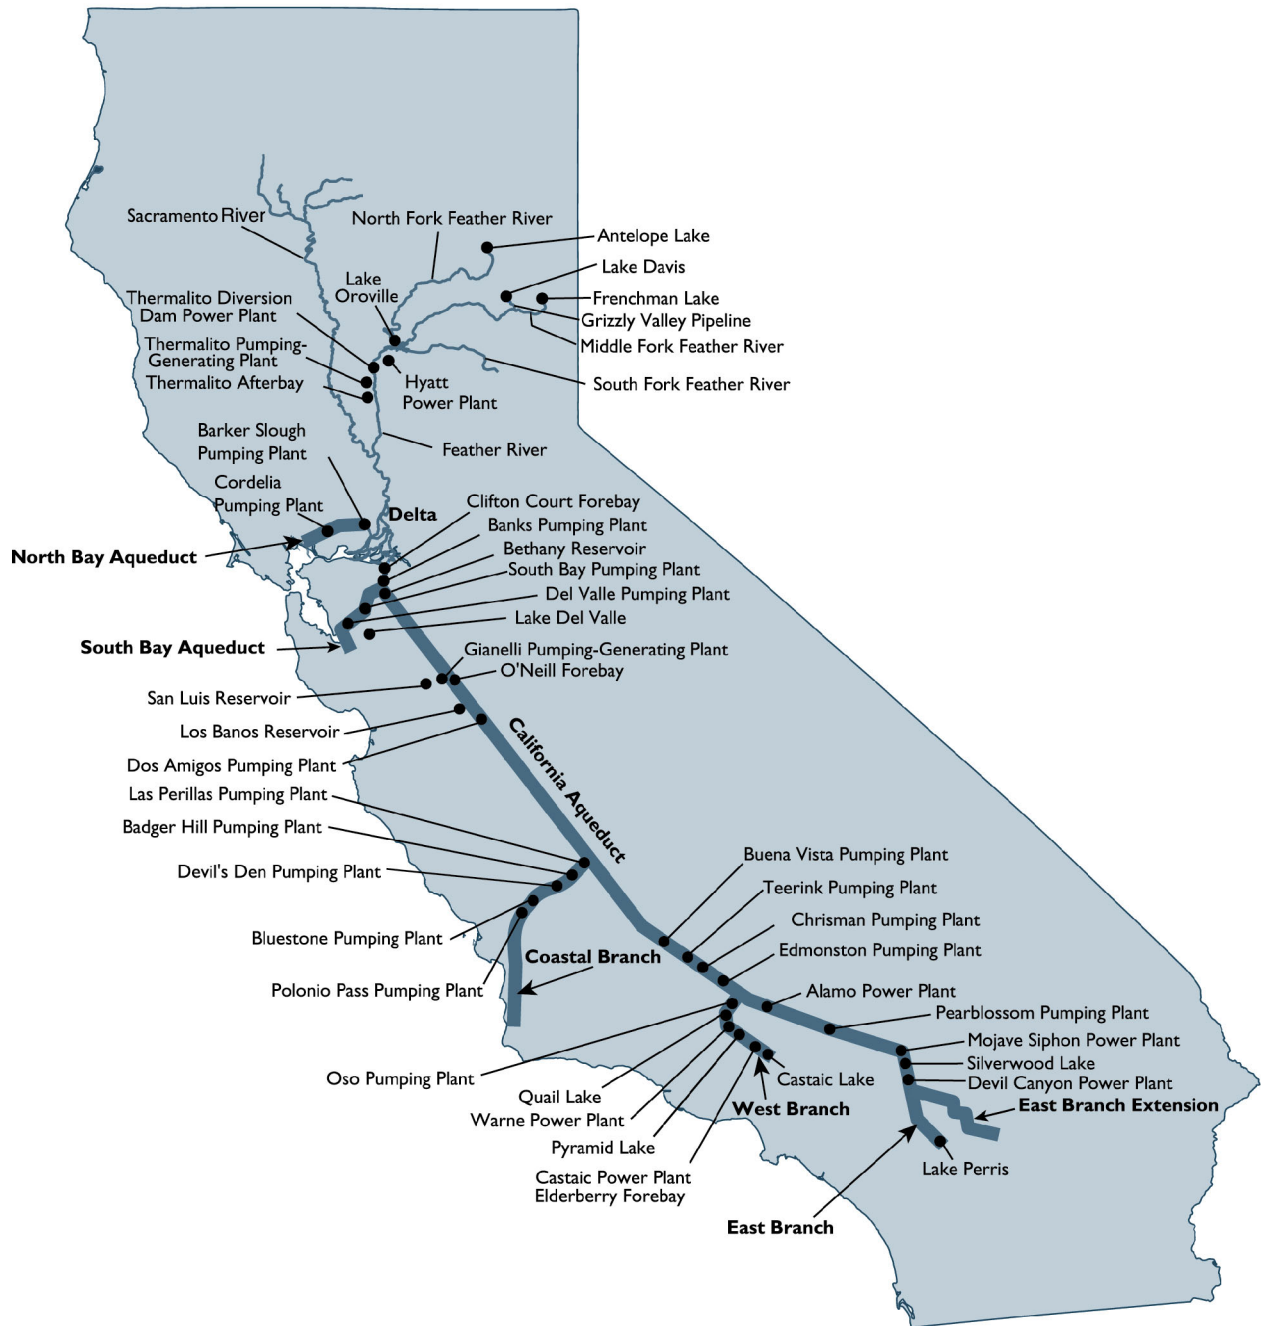 Sacramento River
North Fork Feather River
Antelope Lake
Lake Davis
Lake
Oroville
Frenchman Lake
Thermalito Diversion
Dam Power Plant
Grizzly Valley Pipeline
Thermalito Pumping-
Generating Plant
Middle Fork Feather River
Thermalito Afterbay
Hyatt
Power Plant
South Fork Feather River
Barker Slough
Pumping Plant
Feather River
Cordelia
Pumping Plant
Delta
Clifton Court Forebay
Banks Pumping Plant
North Bay Aqueduct
Bethany Reservoir
South Bay Pumping Plant
Del Valle Pumping Plant
Lake Del Valle
South Bay Aqueduct
Gianelli Pumping-Generating Plant
O'Neill Forebay
San Luis Reservoir
Los Banos Reservoir
California Aqueduct
Dos Amigos Pumping Plant
Las Perillas Pumping Plant
Badger Hill Pumping Plant
Devil's Den Pumping Plant
Buena Vista Pumping Plant
Teerink Pumping Plant
Chrisman Pumping Plant
Bluestone Pumping Plant
Edmonston Pumping Plant
Coastal Branch
Polonio Pass Pumping Plant
Alamo Power Plant
Pearblossom Pumping Plant
Mojave Siphon Power Plant
Silverwood Lake
Devil Canyon Power Plant
Oso Pumping Plant
Castaic Lake
Quail Lake
West Branch
East Branch Extension
Warne Power Plant
Pyramid Lake
Lake Perris
Castaic Power Plant
Elderberry Forebay
East Branch